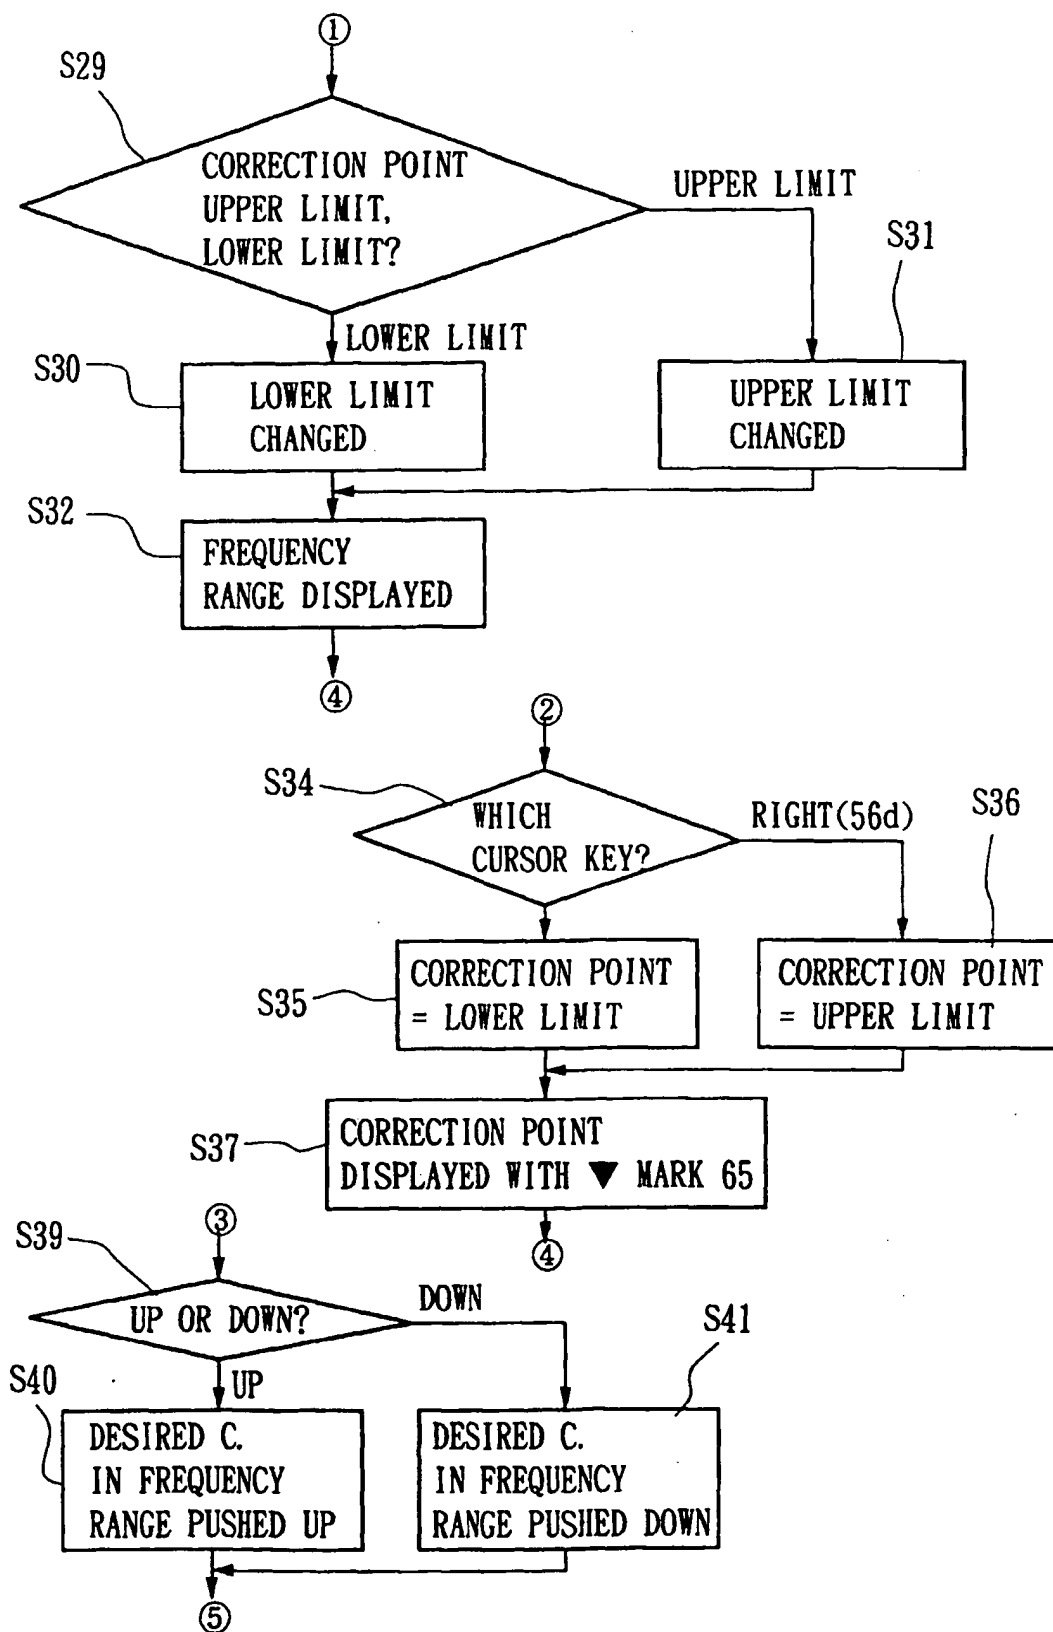 ①
S29
CORRECTION POINT
UPPER LIMIT,
LOWER LIMIT?
UPPER LIMIT
S31
LOWER LIMIT
S30
LOWER LIMIT
CHANGED
UPPER LIMIT
CHANGED
S32
FREQUENCY
RANGE DISPLAYED
④
②
S34
WHICH
CURSOR KEY?
RIGHT(56d)
S36
S35
CORRECTION POINT
= LOWER LIMIT
CORRECTION POINT
= UPPER LIMIT
S37
CORRECTION POINT
DISPLAYED WITH ▼ MARK 65
④
③
S39
UP OR DOWN?
DOWN
S41
UP
S40
DESIRED C.
IN FREQUENCY
RANGE PUSHED UP
DESIRED C.
IN FREQUENCY
RANGE PUSHED DOWN
⑤